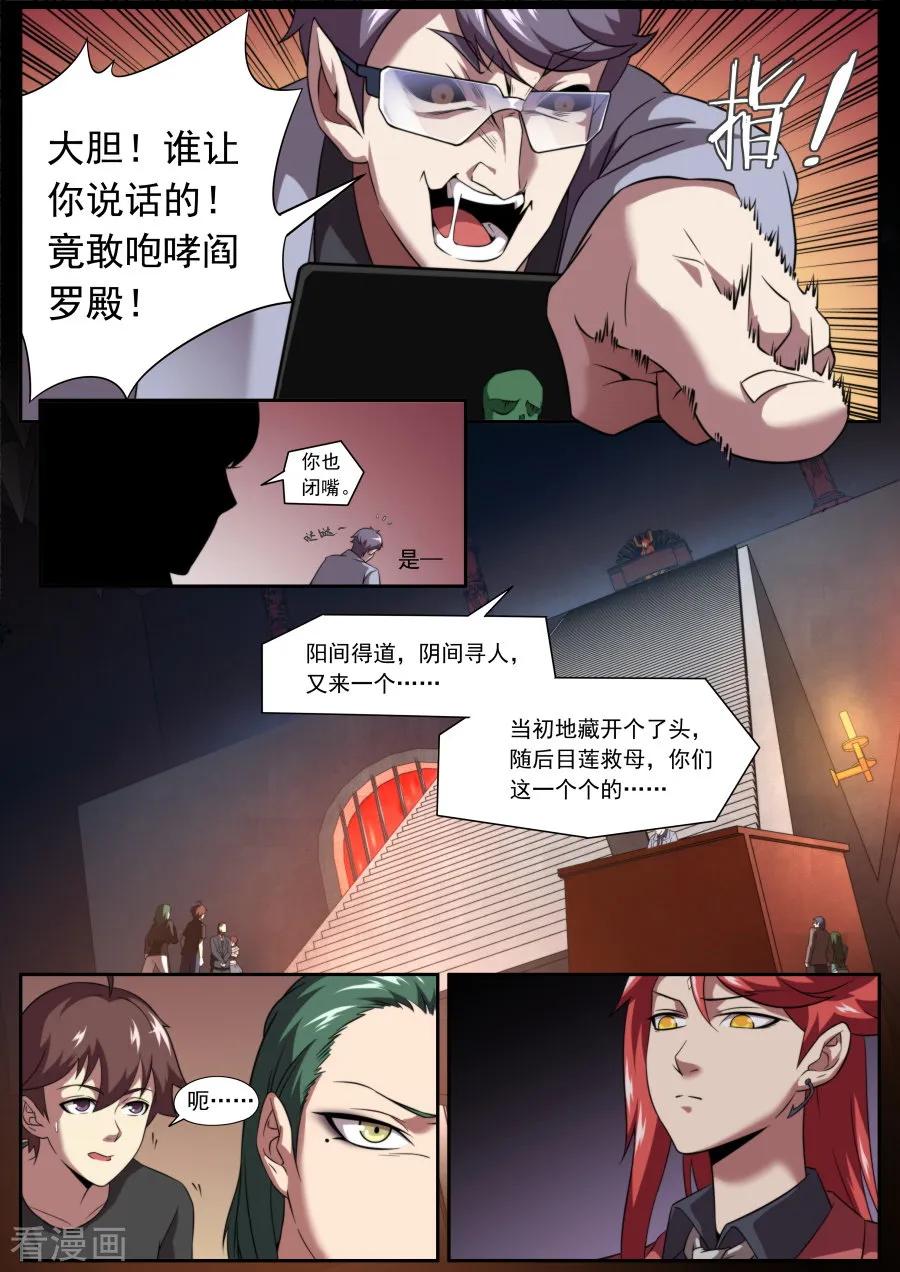 指！
大胆！谁让
你说话的！
竟敢咆哮阎
罗殿！
你也
闭嘴。
哒哒
是—
阳间得道，阴间寻人，
又来一个……
当初地藏开个了头，
随后目莲救母，你们
这一个个的……
呃……
看漫画